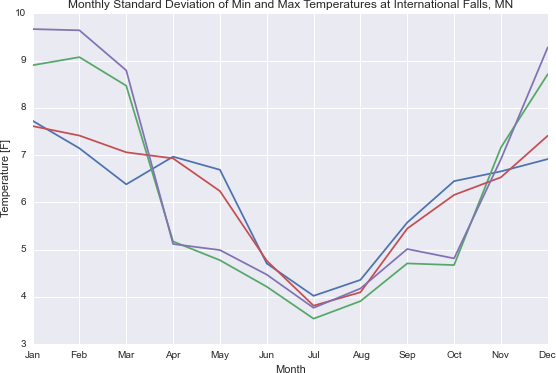 Monthly Standard Deviation of Min and Max Temperatures at International Falls, MN
10
9
8
7
6
5
4
3
Temperature [F]
Jan Feb Mar Apr May Jun Jul Aug Sep Oct Nov Dec
Month